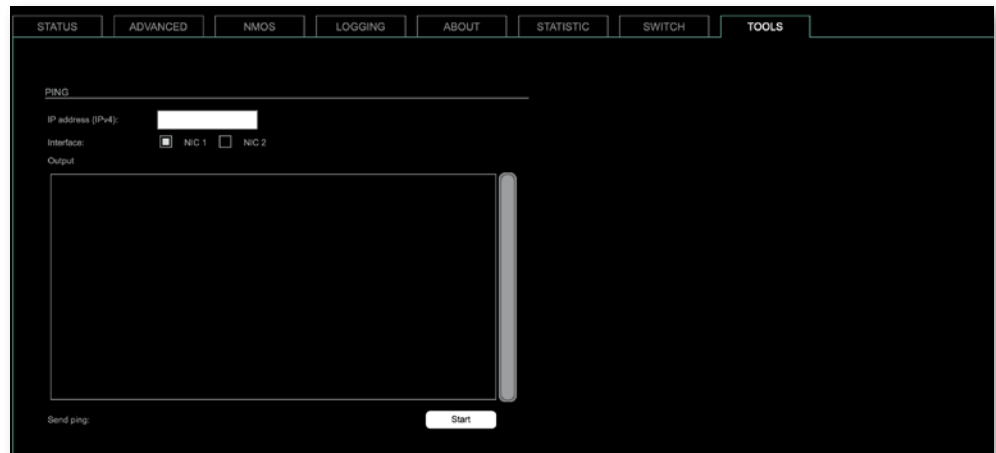 STATUS ADVANCED NMOS LOGGING ABOUT STATISTIC SWITCH TOOLS
PING
IP address (IPv4):
Interface: NIC 1 NIC 2
Output
Send ping: Start